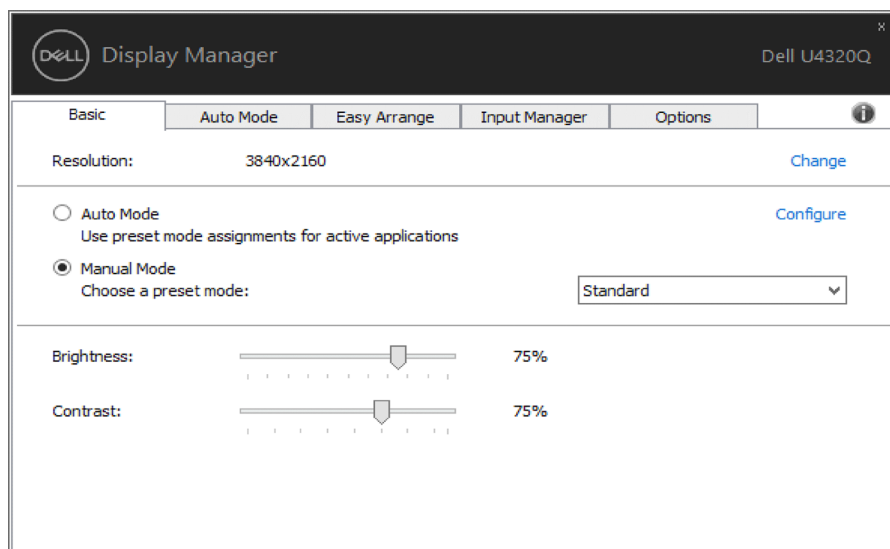 x
DELL Display Manager Dell U4320Q
Basic Auto Mode Easy Arrange Input Manager Options i
Resolution: 3840x2160 Change
Auto Mode Configure
Use preset mode assignments for active applications
Manual Mode
Choose a preset mode: Standard
Brightness: 75%
Contrast: 75%